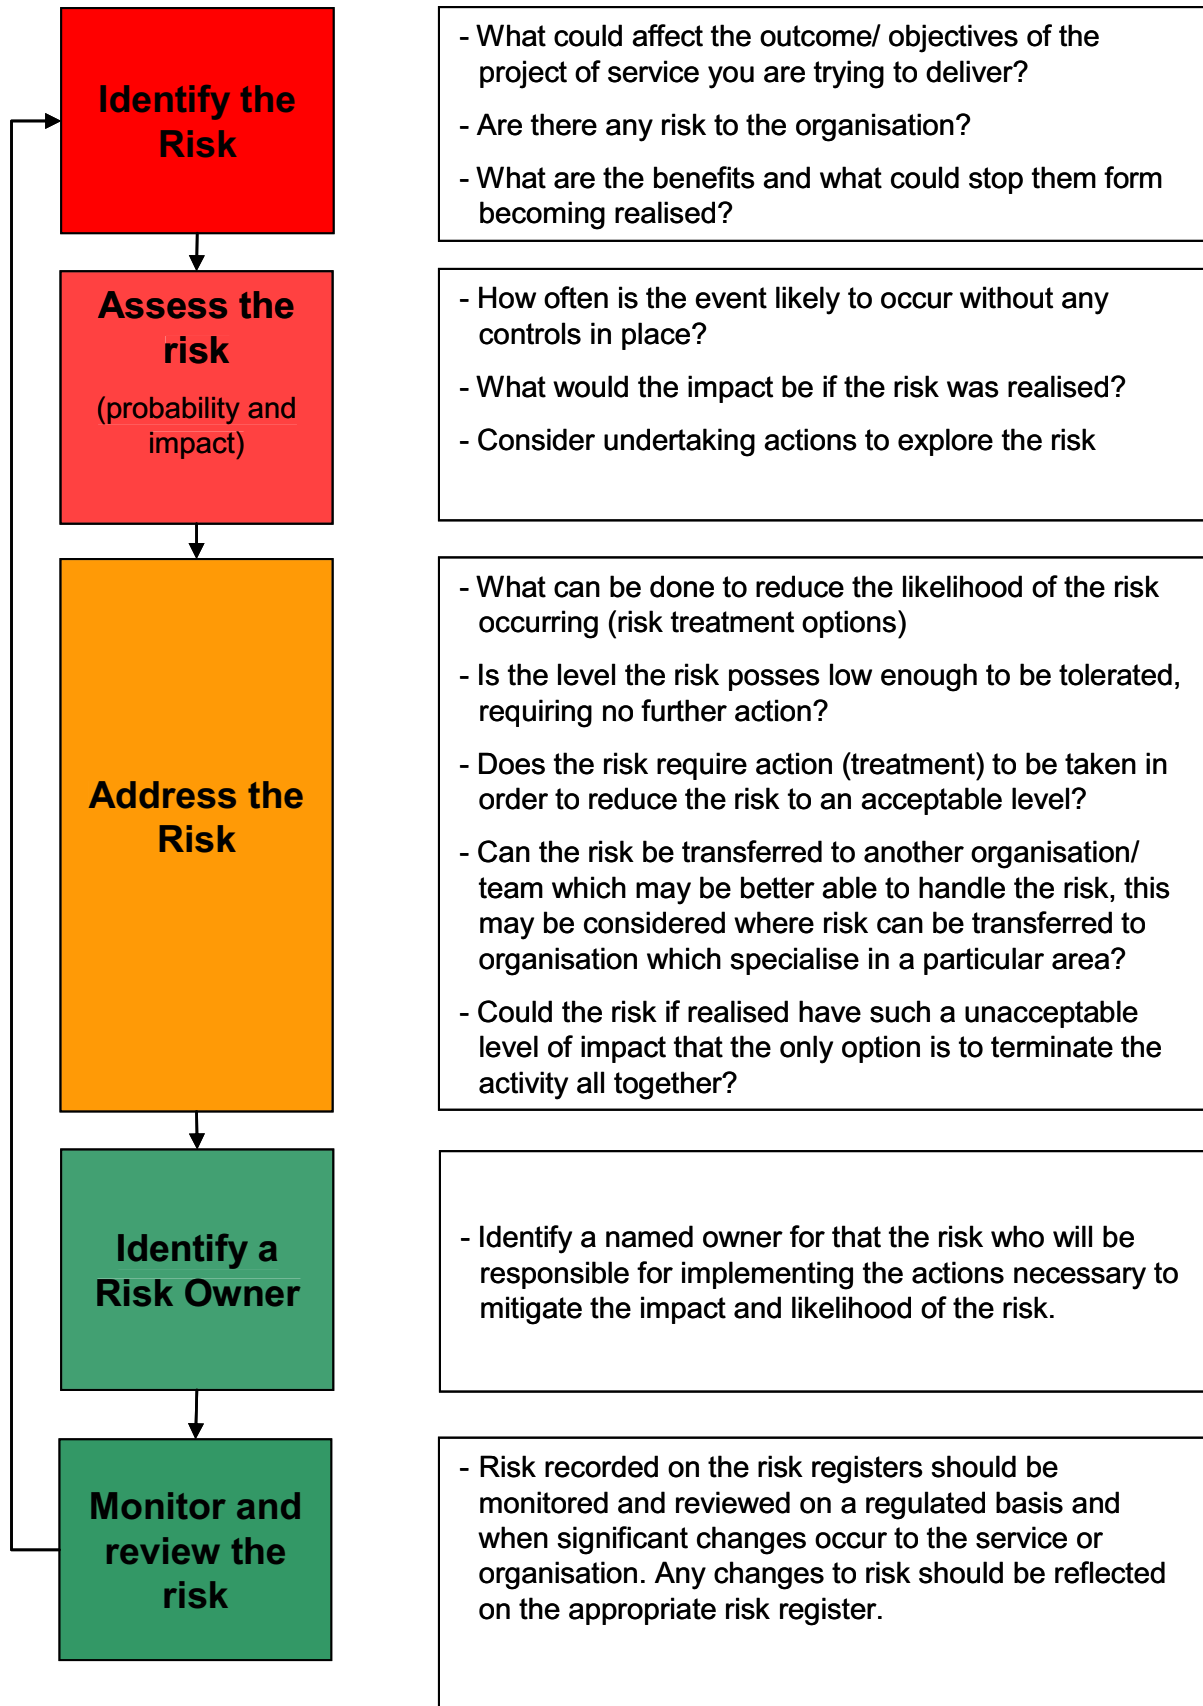 Identify the
Risk
- What could affect the outcome/ objectives of the
project of service you are trying to deliver?
- Are there any risk to the organisation?
- What are the benefits and what could stop them form
becoming realised?
Assess the
risk
(probability and
impact)
- How often is the event likely to occur without any
controls in place?
- What would the impact be if the risk was realised?
- Consider undertaking actions to explore the risk
Address the
Risk
- What can be done to reduce the likelihood of the risk
occurring (risk treatment options)
- Is the level the risk posses low enough to be tolerated,
requiring no further action?
- Does the risk require action (treatment) to be taken in
order to reduce the risk to an acceptable level?
- Can the risk be transferred to another organisation/
team which may be better able to handle the risk, this
may be considered where risk can be transferred to
organisation which specialise in a particular area?
- Could the risk if realised have such a unacceptable
level of impact that the only option is to terminate the
activity all together?
Identify a
Risk Owner
- Identify a named owner for that the risk who will be
responsible for implementing the actions necessary to
mitigate the impact and likelihood of the risk.
Monitor and
review the
risk
- Risk recorded on the risk registers should be
monitored and reviewed on a regulated basis and
when significant changes occur to the service or
organisation. Any changes to risk should be reflected
on the appropriate risk register.